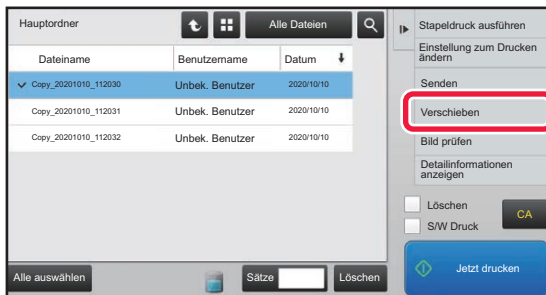 Hauptordner
Alle Dateien
Dateiname Benutzername Datum
Copy_20201010_112030 Unbek. Benutzer 2020/10/10
Copy_20201010_112031 Unbek. Benutzer 2020/10/10
Copy_20201010_112032 Unbek. Benutzer 2020/10/10
Alle auswählen
Sätze
Löschen
Stapeldruck ausführen
Einstellung zum Drucken
ändern
Senden
Verschieben
Bild prüfen
Detailinformationen
anzeigen
Löschen
S/W Druck
CA
Jetzt drucken